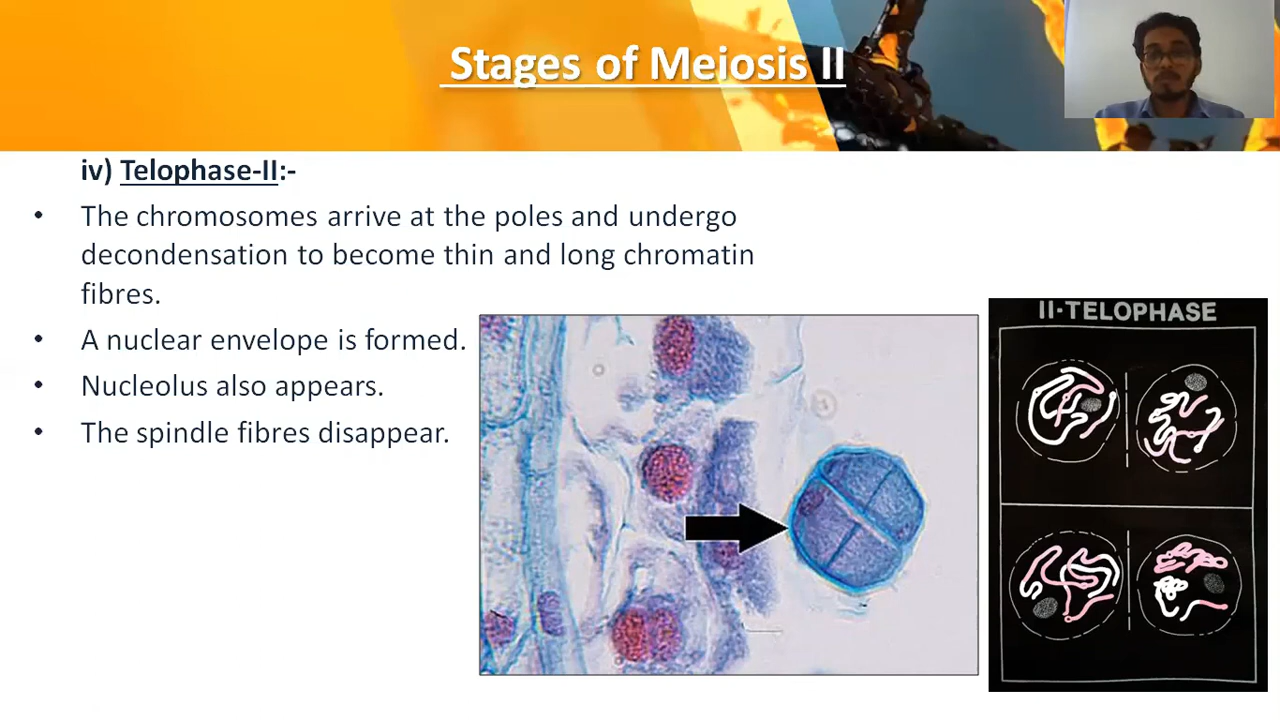 Stages of Meiosis II
iv) Telophase-II:-
• The chromosomes arrive at the poles and undergo
decondensation to become thin and long chromatin
fibres.
• A nuclear envelope is formed.
• Nucleolus also appears.
• The spindle fibres disappear.
II-TELOPHASE